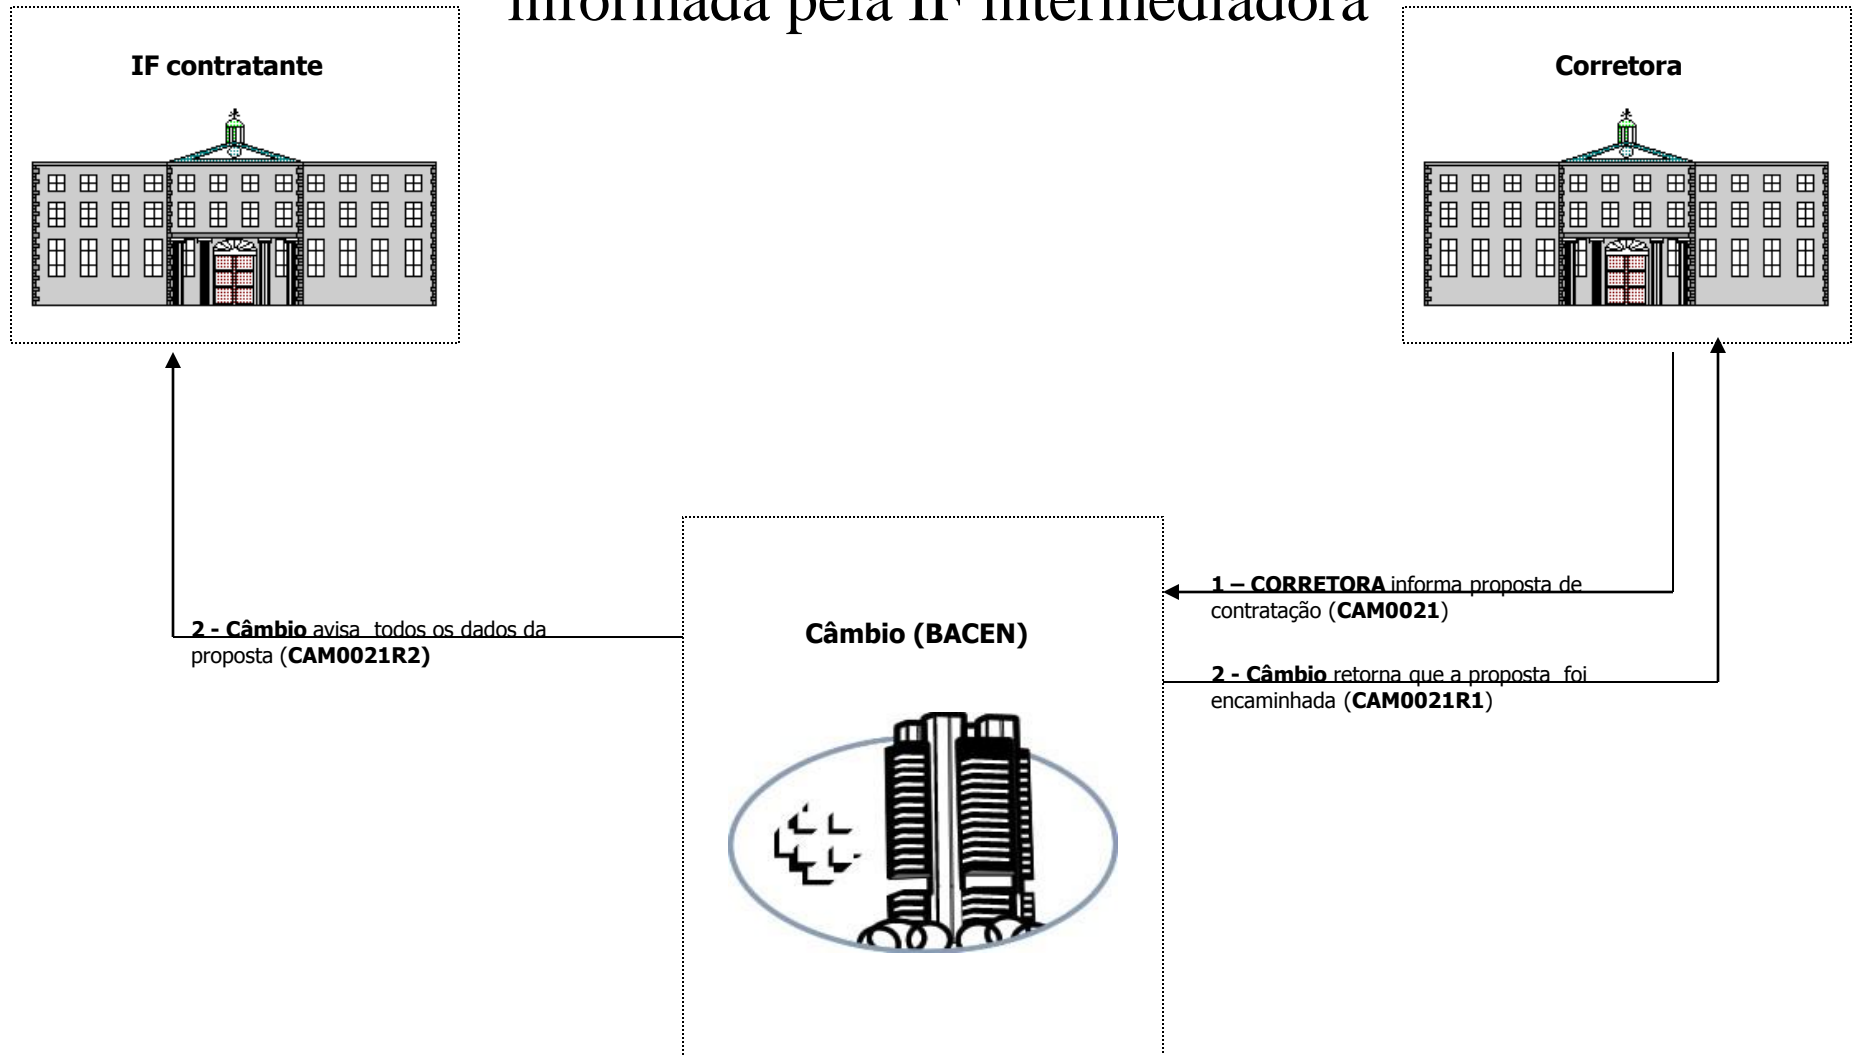 informada pela IF intermediadora
IF contratante
Corretora
1 – CORRETORA informa proposta de
contratação (CAM0021)
2 - Câmbio avisa todos os dados da
proposta (CAM0021R2)
Câmbio (BACEN)
2 - Câmbio retorna que a proposta foi
encaminhada (CAM0021R1)